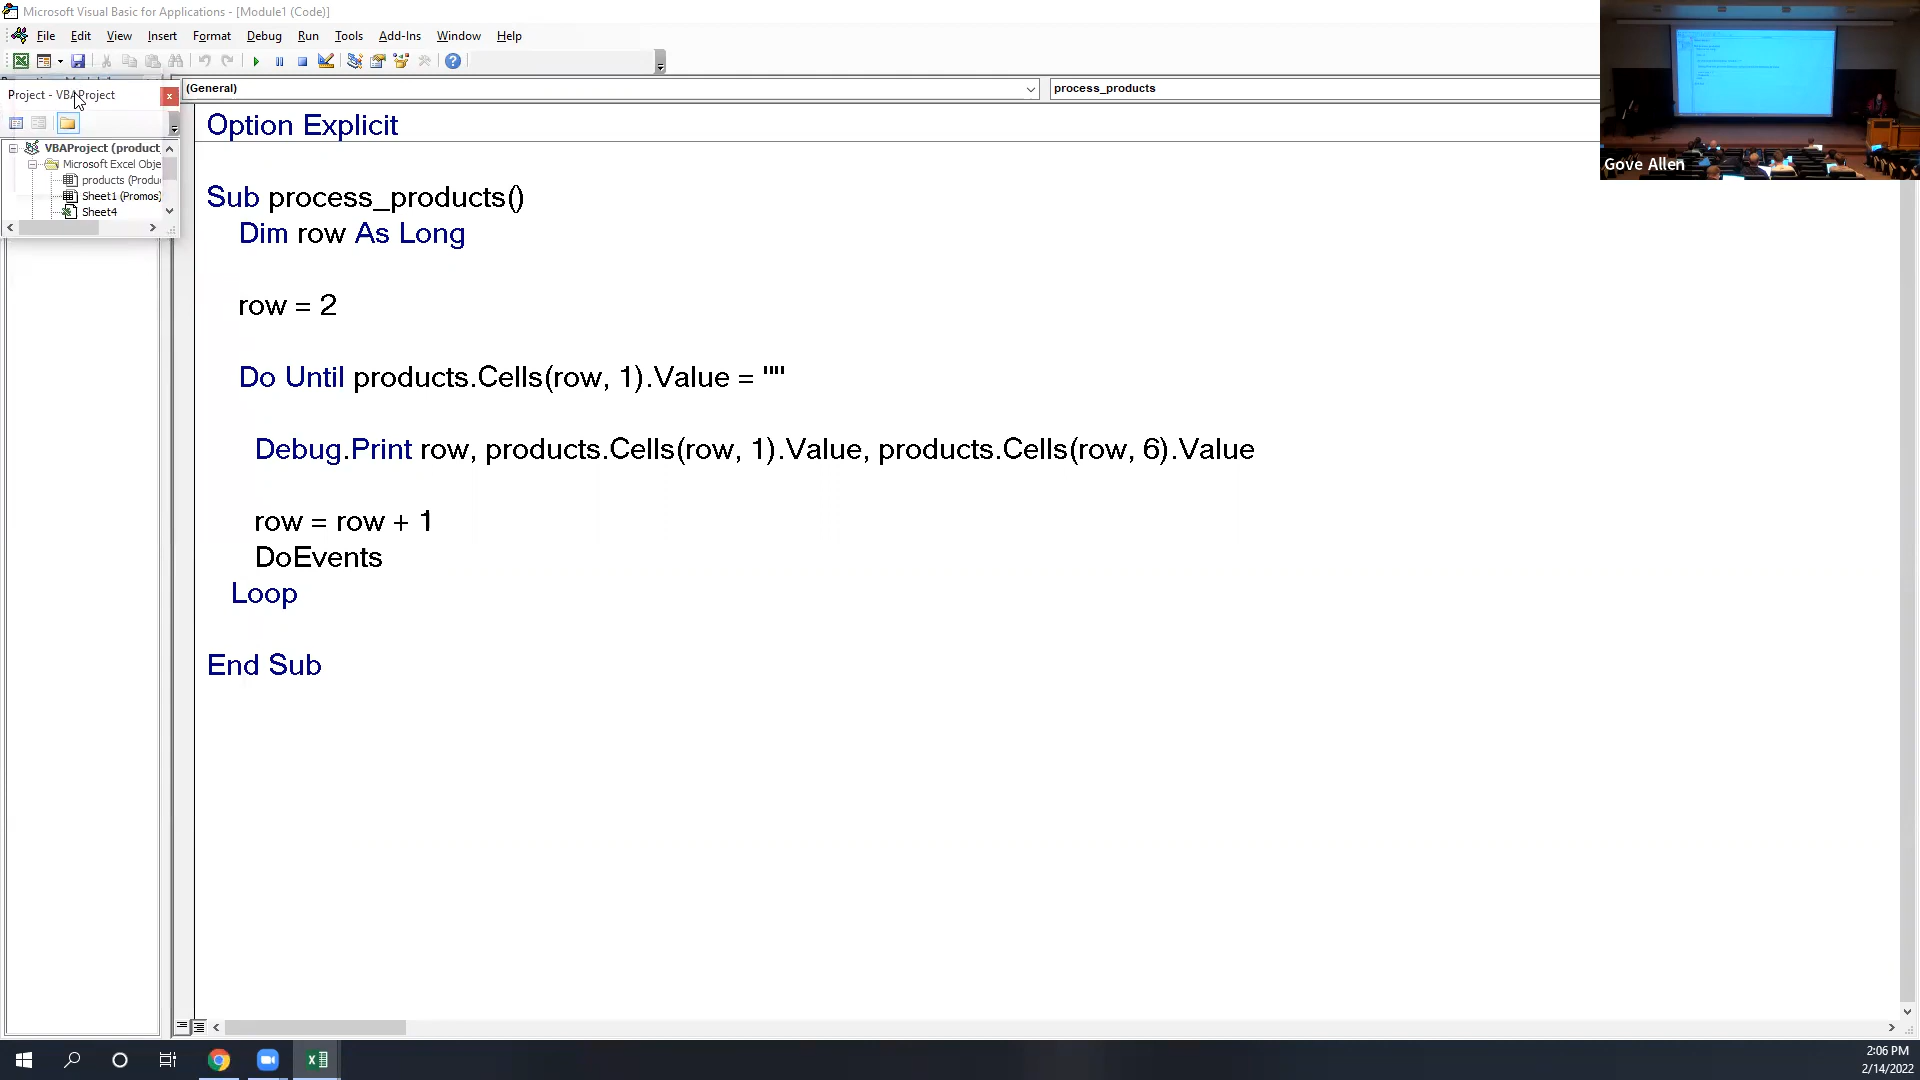 Microsoft Visual Basic for Applications - [Module1 (Code)]
File Edit View Insert Format Debug Run Tools Add-Ins Window Help
Project - VBAProject
(General)
process_products
VBAProject (product
Microsoft Excel Obje
products (Produ
Sheet1 (Promos)
Sheet4
Option Explicit
Sub process_products()
Dim row As Long
row = 2
Do Until products.Cells(row, 1).Value = ""
Debug.Print row, products.Cells(row, 1).Value, products.Cells(row, 6).Value
row = row + 1
DoEvents
Loop
End Sub
Gove Allen
2:06 PM
2/14/2022